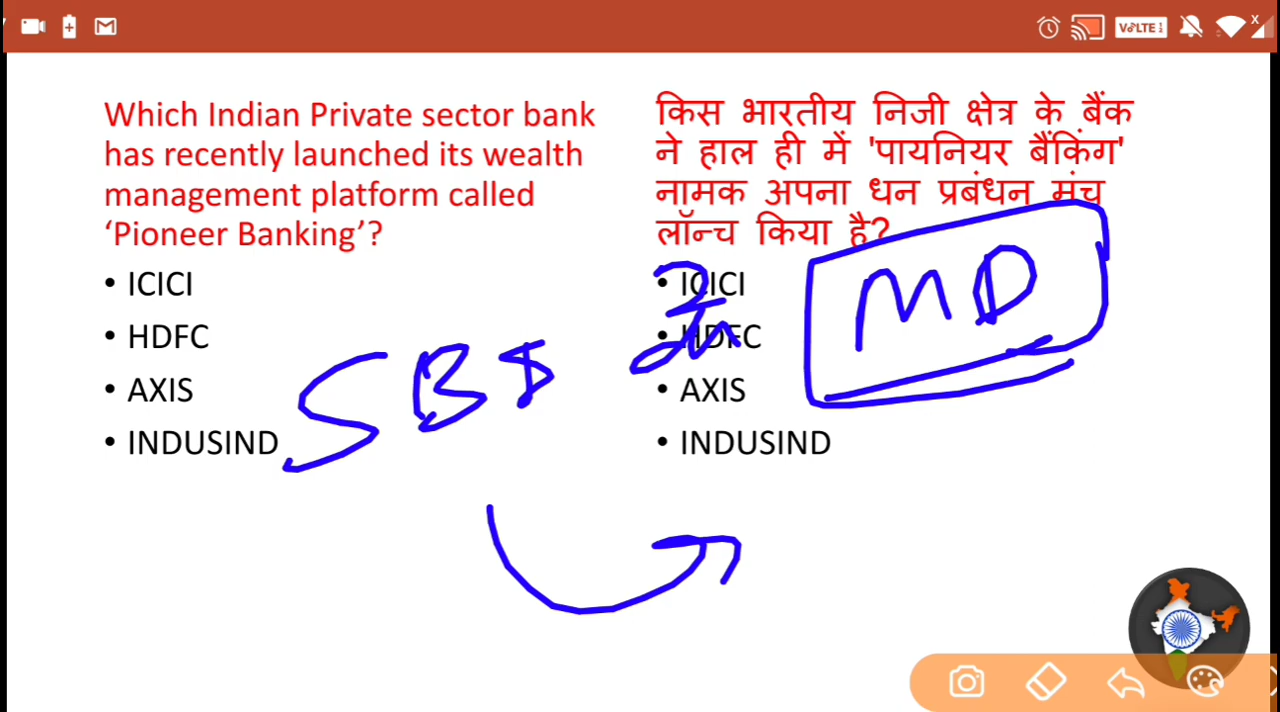 VoLTE 1
Which Indian Private sector bank
has recently launched its wealth
management platform called
‘Pioneer Banking’?
• ICICI
• HDFC
• AXIS
• INDUSIND
किस भारतीय निजी क्षेत्र के बैंक
ने हाल ही में 'पायनियर बैंकिंग'
नामक अपना धन प्रबंधन मंच
लॉन्च किया है?
• ICICI
• HDFC
• AXIS
• INDUSIND
MD